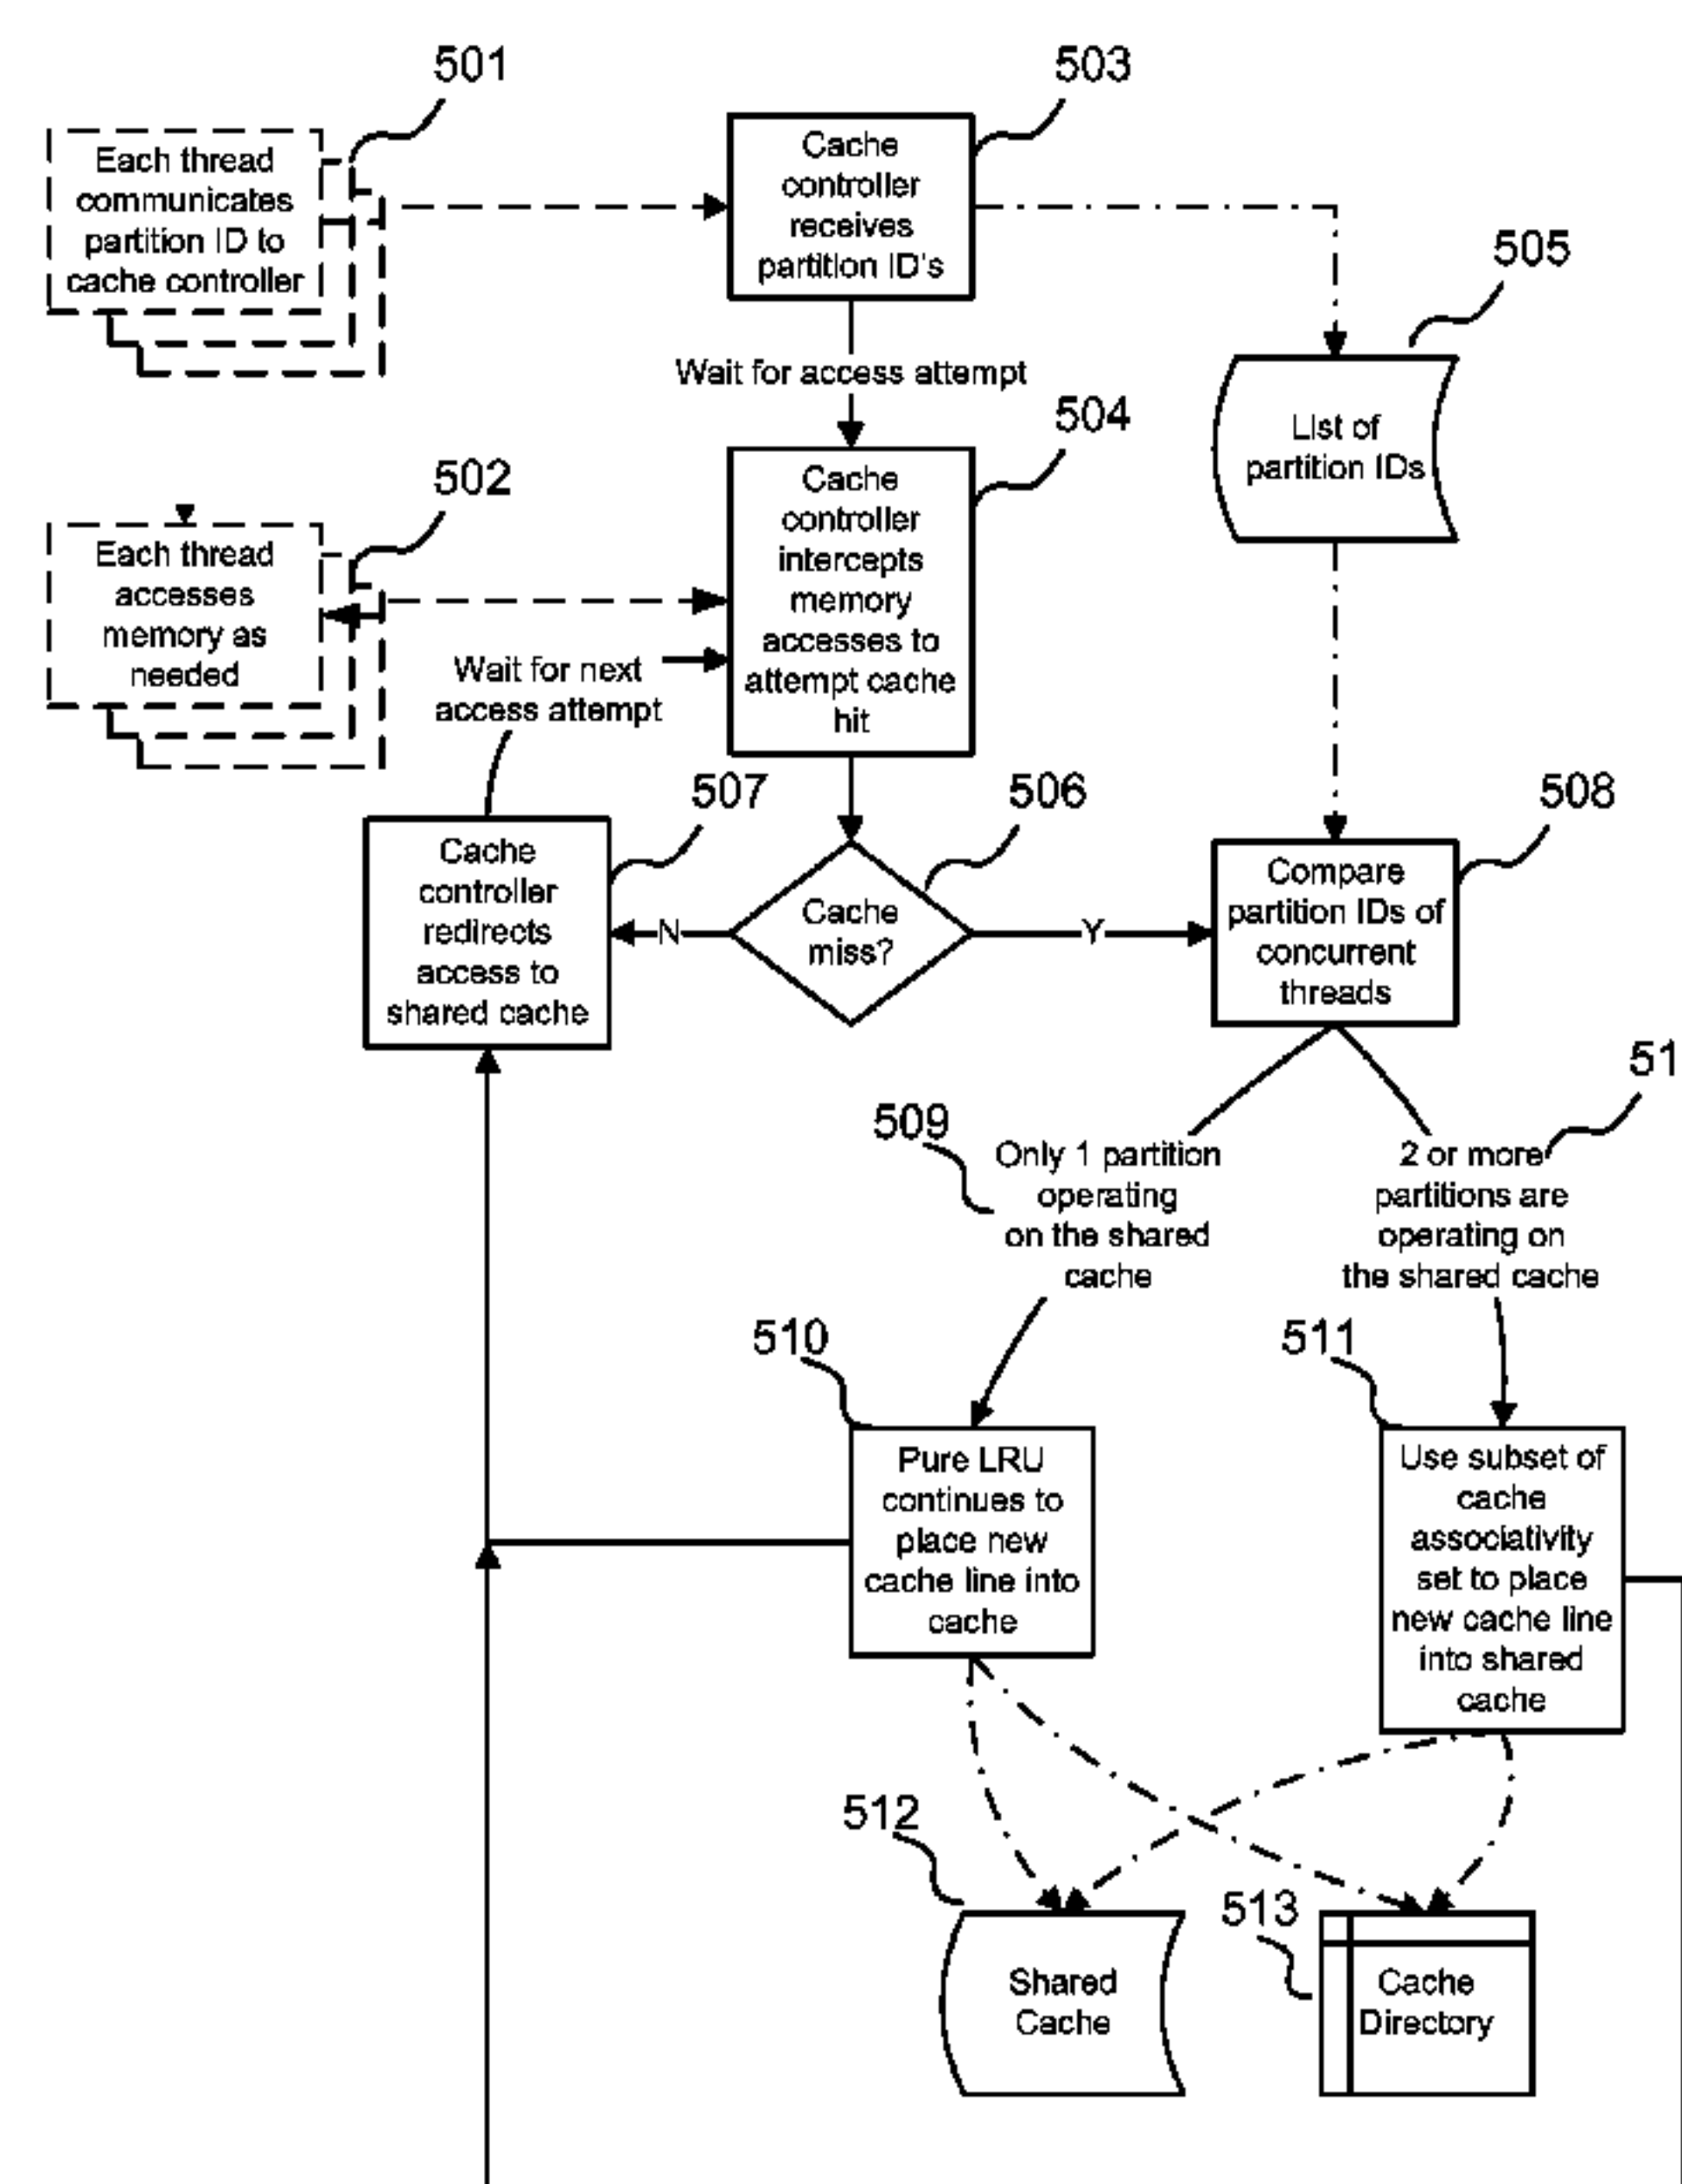 501
503
Each thread
communicates
partition ID to
cache controller
Cache
controller
receives
partition ID's
505
Wait for access attempt
504
List of
partition IDs
502
Each thread
accesses
memory as
needed
Cache
controller
intercepts
memory
accesses to
attempt cache
hit
Wait for next
access attempt
507
506
508
Cache
controller
redirects
access to
shared cache
N
Cache
miss?
Y
Compare
partition IDs of
concurrent
threads
51
509
Only 1 partition
operating
on the shared
cache
2 or more
partitions are
operating on
the shared cache
510
511
Pure LRU
continues to
place new
cache line into
cache
Use subset of
cache
associativity
set to place
new cache line
into shared
cache
512
513
Shared
Cache
Cache
Directory